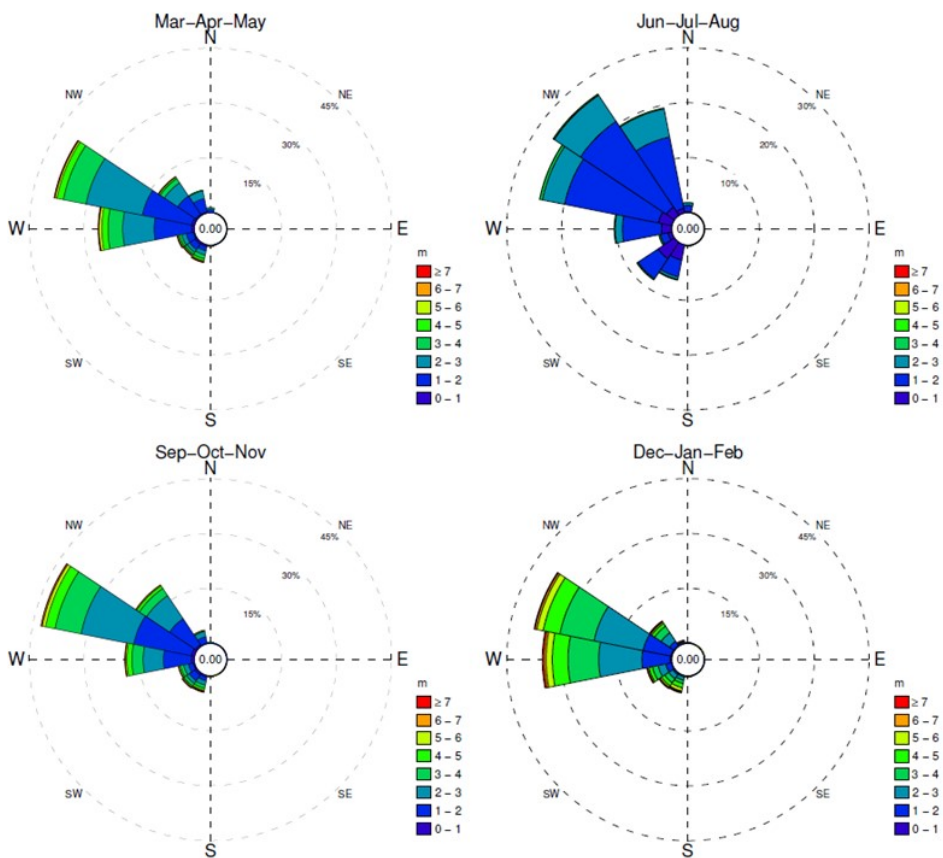 Mar-Apr-May
N
NW
NE
45%
30%
15%
W
0.00
E
SW
SE
S
m
≥ 7
6 - 7
5 - 6
4 - 5
3 - 4
2 - 3
1 - 2
0 - 1
Jun-Jul-Aug
N
NW
NE
30%
20%
10%
W
0.00
E
SW
SE
S
m
≥ 7
6 - 7
5 - 6
4 - 5
3 - 4
2 - 3
1 - 2
0 - 1
Sep-Oct-Nov
N
NW
NE
45%
30%
15%
W
0.00
E
SW
SE
S
m
≥ 7
6 - 7
5 - 6
4 - 5
3 - 4
2 - 3
1 - 2
0 - 1
Dec-Jan-Feb
N
NW
NE
45%
30%
15%
W
0.00
E
SW
SE
S
m
≥ 7
6 - 7
5 - 6
4 - 5
3 - 4
2 - 3
1 - 2
0 - 1